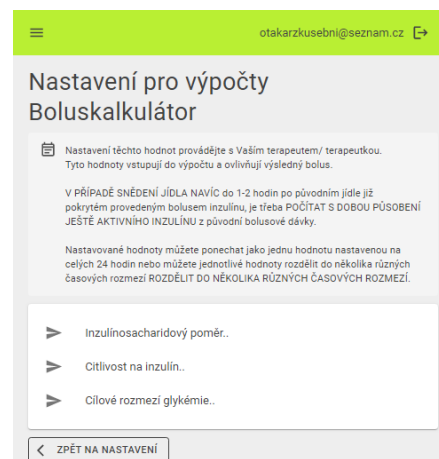 otakarzkusebni@seznam.cz
Nastavení pro výpočty
Boluskalkulátor
Nastavení těchto hodnot provádějte s Vaším terapeutem/ terapeutkou.
Tyto hodnoty vstupují do výpočtu a ovlivňují výsledný bolus.
V PŘÍPADĚ SNĚDENÍ JÍDLA NAVÍC do 1-2 hodin po původním jídle již
pokrytém provedeným bolusem inzulínu, je třeba POČÍTAT S DOBOU PŮSOBENÍ
JEŠTĚ AKTIVNÍHO INZULÍNU z původní bolusové dávky.
Nastavované hodnoty můžete ponechat jako jednu hodnotu nastavenou na
celých 24 hodin nebo můžete jednotlivé hodnoty rozdělit do několika různých
časových rozmezí ROZDĚLIT DO NĚKOLIKA RŮZNÝCH ČASOVÝCH ROZMEZÍ.
Inzulínosacharidový poměr..
Citlivost na inzulín..
Cílové rozmezí glykémie..
ZPĚT NA NASTAVENÍ